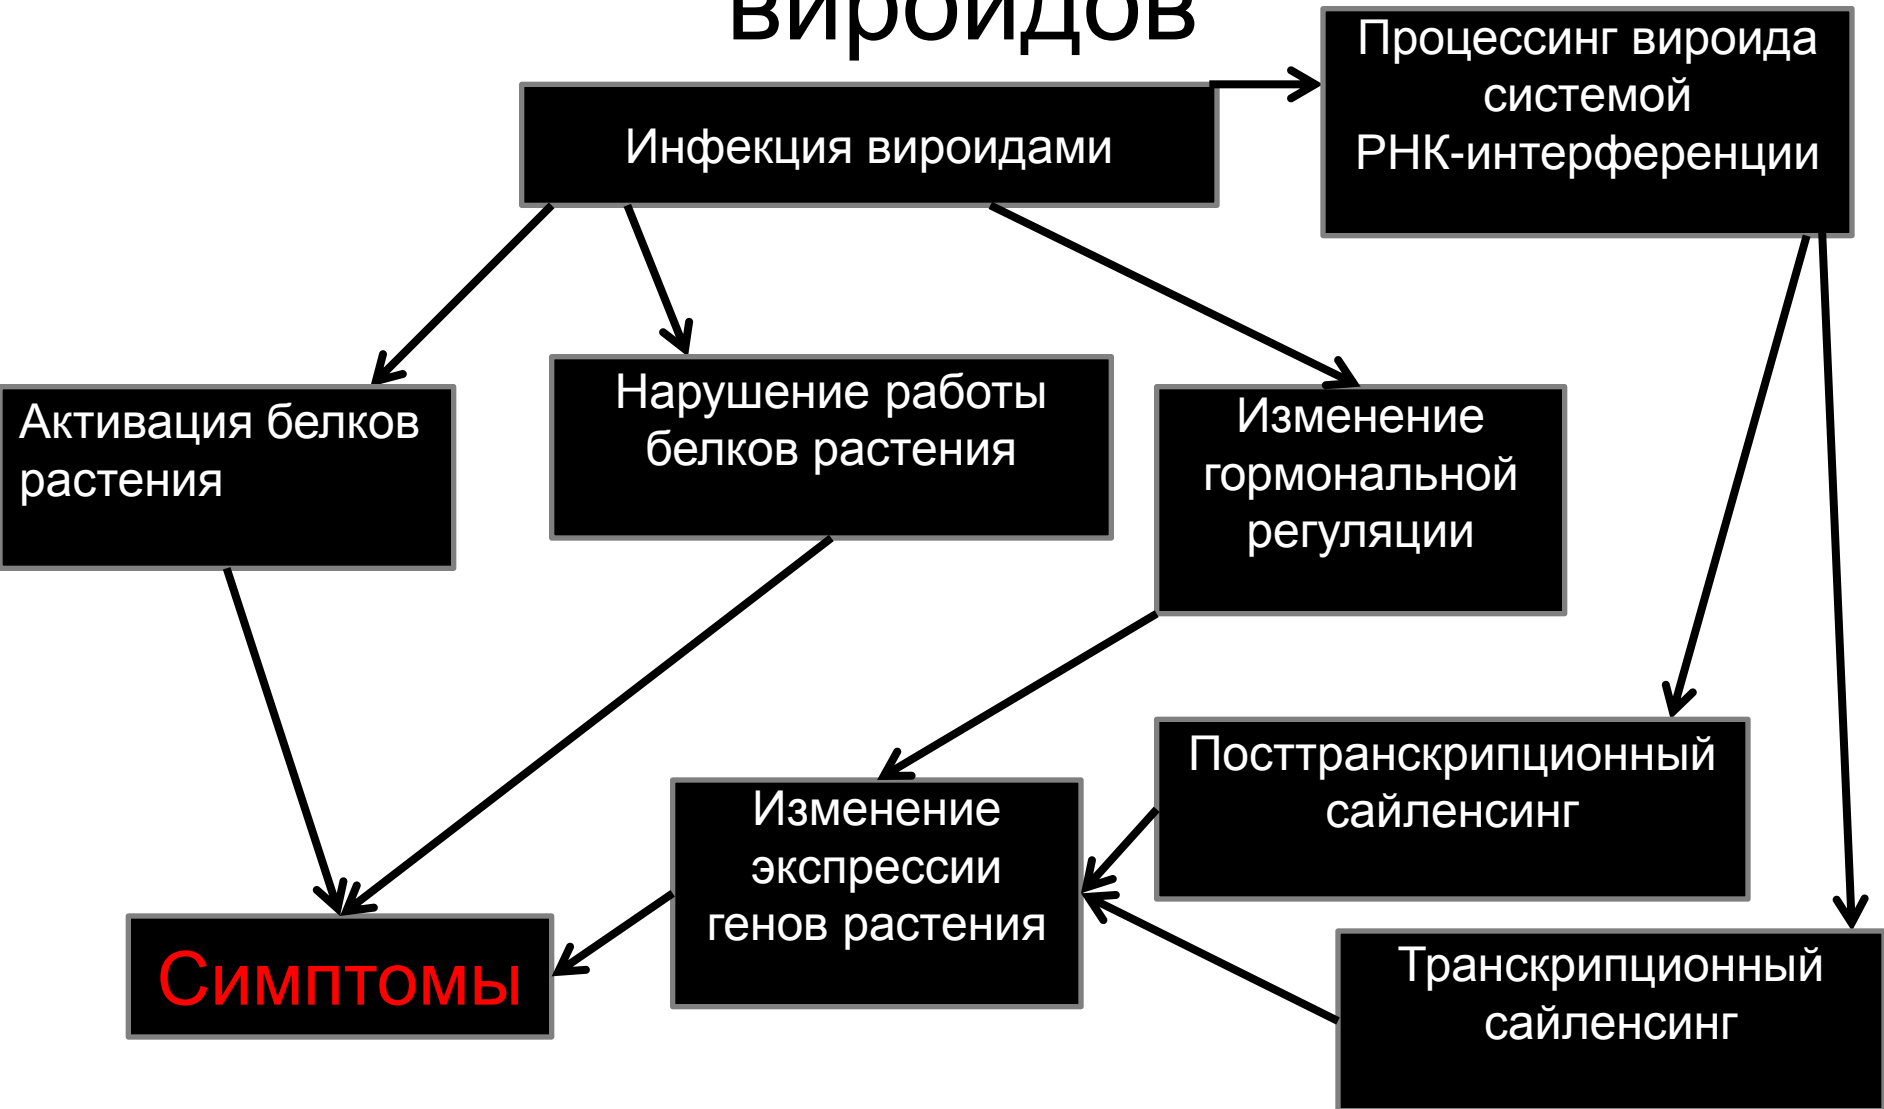 вироидов
Процессинг вироида
системой
РНК-интерференции
Инфекция вироидами
Активация белков
растения
Нарушение работы
белков растения
Изменение
гормональной
регуляции
Посттранскрипционный
сайленсинг
Изменение
экспрессии
генов растения
Транскрипционный
сайленсинг
Симптомы